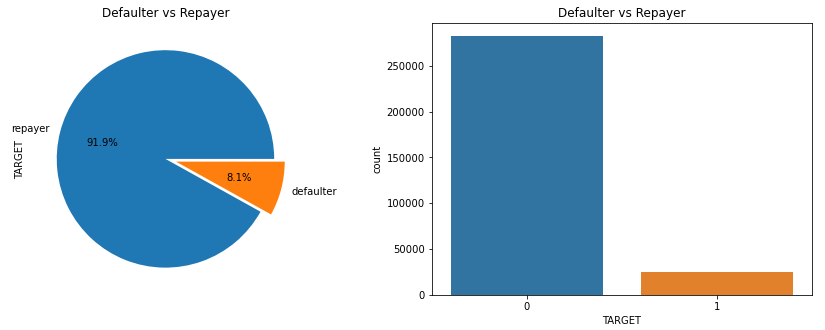 Defaulter vs Repayer
repayer
91.9%
8.1%
defaulter
TARGET
Defaulter vs Repayer
250000
200000
150000
100000
50000
0
count
0 1
TARGET